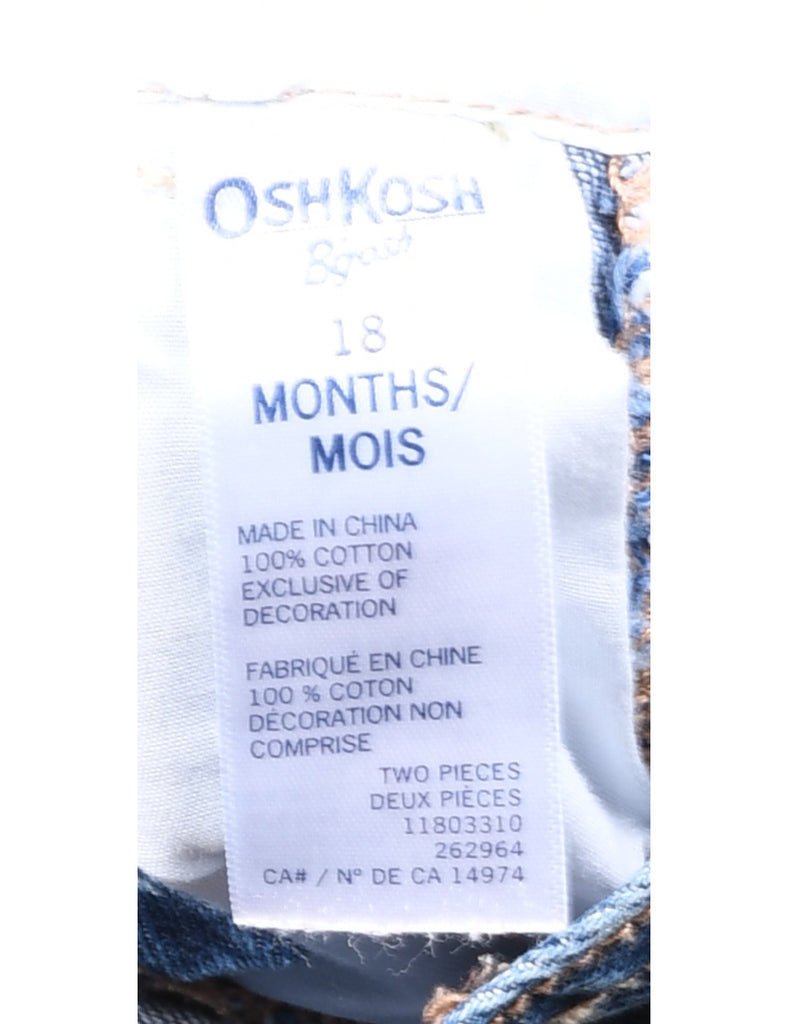 OSHKOSH
B'gosh
18
MONTHS/
MOIS
MADE IN CHINA
100% COTTON
EXCLUSIVE OF
DECORATION
FABRIQUÉ EN CHINE
100 % COTON
DÉCORATION NON
COMPRISE
TWO PIECES
DEUX PIÈCES
11803310
262964
CA# / Nº DE CA 14974